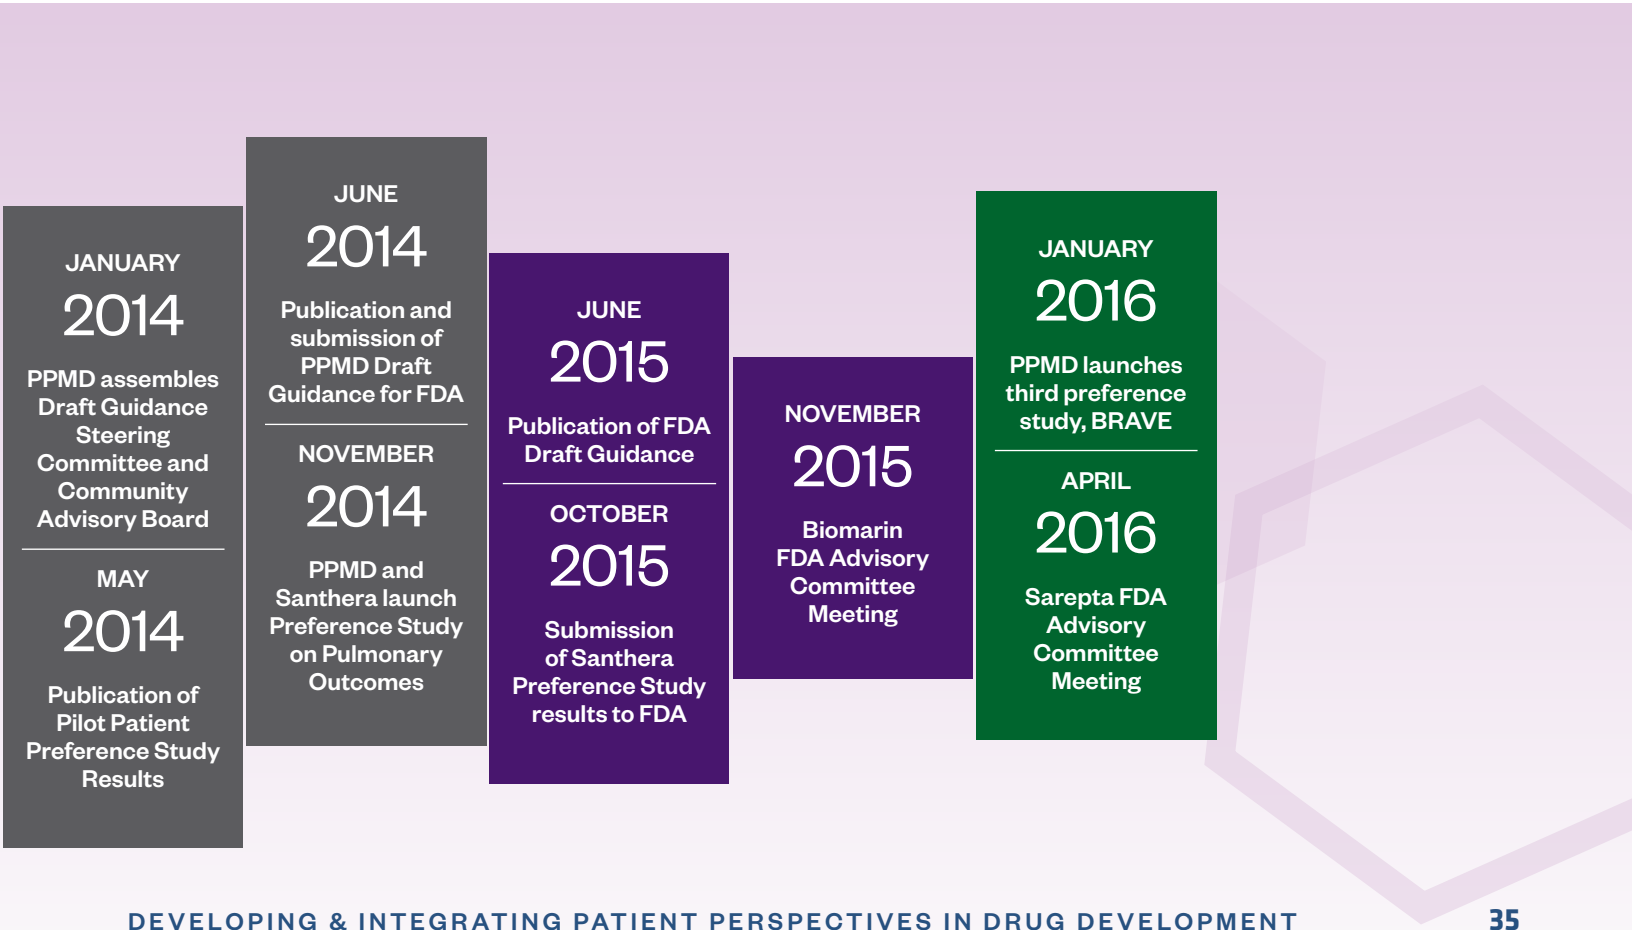 JANUARY
2014
PPMD assembles
Draft Guidance
Steering
Committee and
Community
Advisory Board
MAY
2014
Publication of
Pilot Patient
Preference Study
Results
JUNE
2014
Publication and
submission of
PPMD Draft
Guidance for FDA
NOVEMBER
2014
PPMD and
Santhera launch
Preference Study
on Pulmonary
Outcomes
JUNE
2015
Publication of FDA
Draft Guidance
OCTOBER
2015
Submission
of Santhera
Preference Study
results to FDA
NOVEMBER
2015
Biomarin
FDA Advisory
Committee
Meeting
JANUARY
2016
PPMD launches
third preference
study, BRAVE
APRIL
2016
Sarepta FDA
Advisory
Committee
Meeting
DEVELOPING & INTEGRATING PATIENT PERSPECTIVES IN DRUG DEVELOPMENT 35